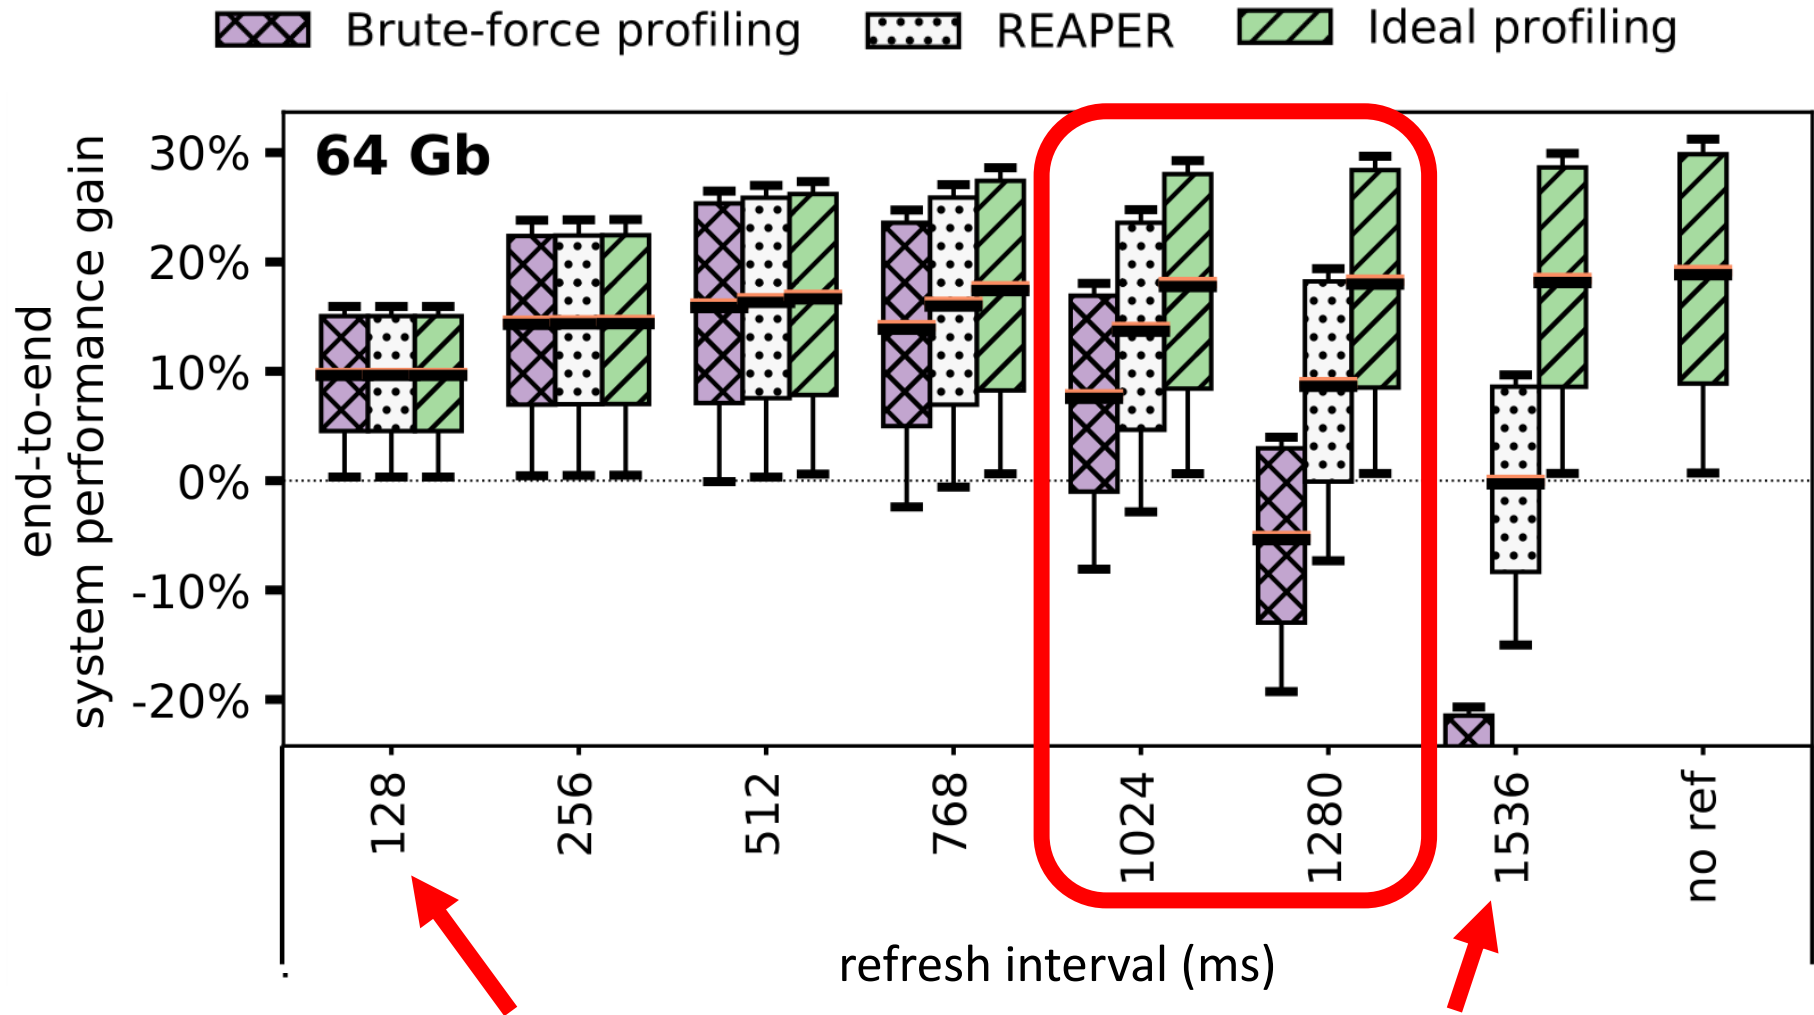 Brute-force profiling REAPER Ideal profiling
64 Gb
end-to-end
system performance gain
30%
20%
10%
0%
-10%
-20%
128 256 512 768 1024 1280 1536 no ref
refresh interval (ms)